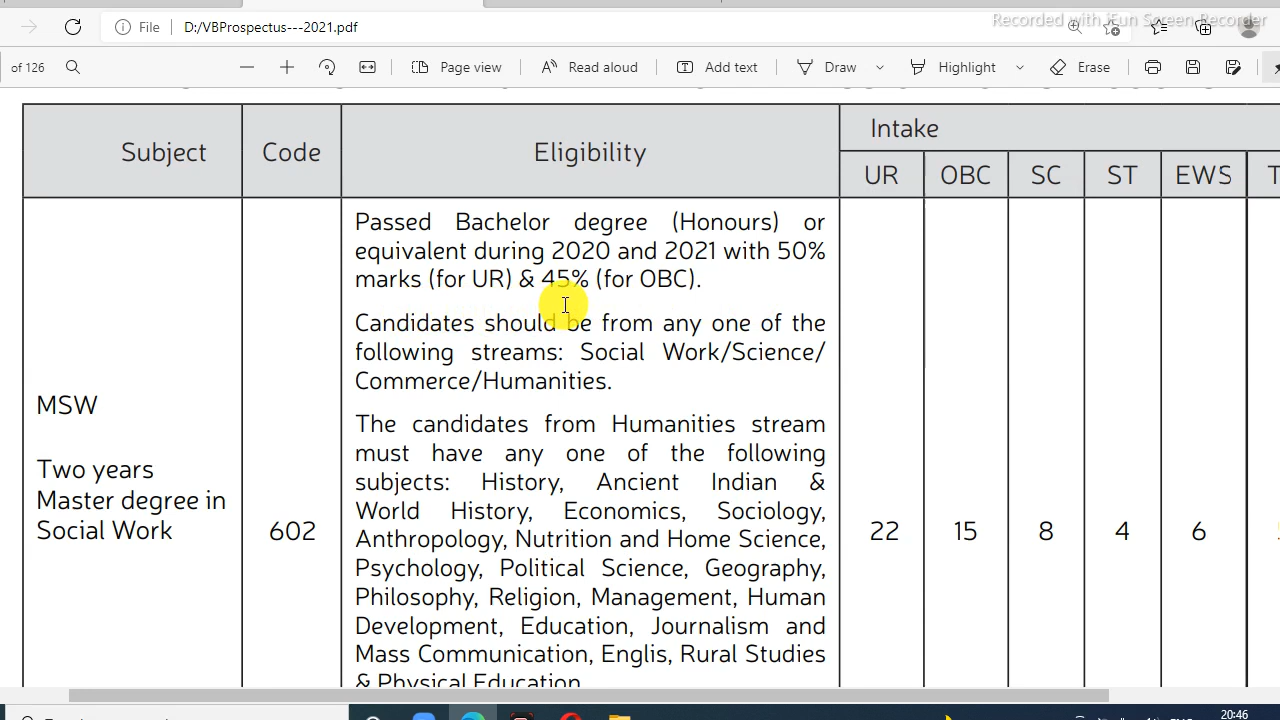 Recorded with iFun Screen Recorder
File D:/VBProspectus---2021.pdf
of 126 Page view Read aloud Add text Draw Highlight Erase
Subject Code Eligibility Intake
UR OBC SC ST EWS
Passed Bachelor degree (Honours) or
equivalent during 2020 and 2021 with 50%
marks (for UR) & 45% (for OBC).
Candidates should be from any one of the
following streams: Social Work/Science/
Commerce/Humanities.
The candidates from Humanities stream
must have any one of the following
subjects: History, Ancient Indian &
World History, Economics, Sociology,
Anthropology, Nutrition and Home Science,
Psychology, Political Science, Geography,
Philosophy, Religion, Management, Human
Development, Education, Journalism and
Mass Communication, Englis, Rural Studies
& Physical Education
MSW
Two years
Master degree in
Social Work
602 22 15 8 4 6
20:46